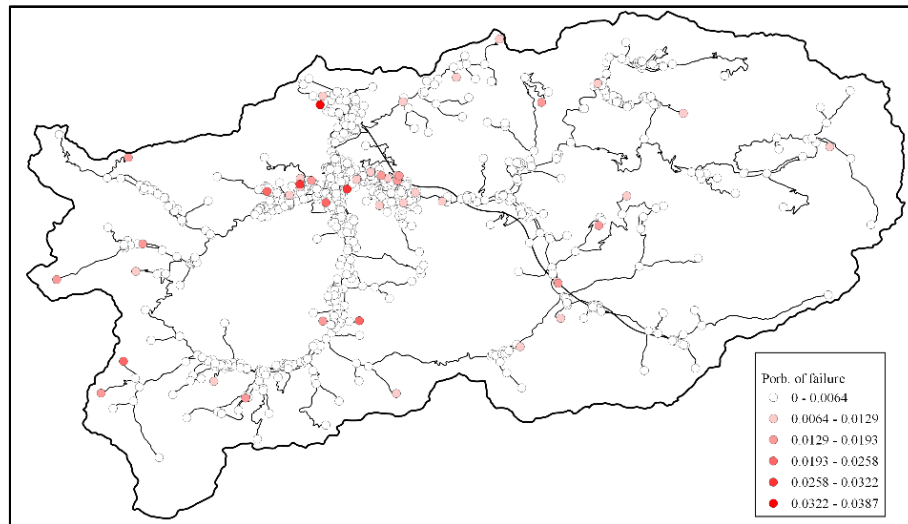 Porb. of failure
0 - 0.0064
0.0064 - 0.0129
0.0129 - 0.0193
0.0193 - 0.0258
0.0258 - 0.0322
0.0322 - 0.0387